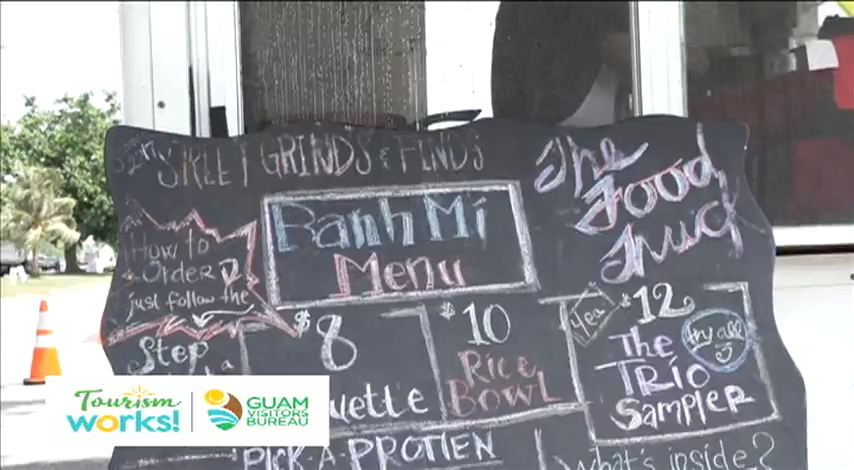 STREET GRINDS & FINDS
The Food Truck
Banh Mi
Menu
How to
Order?
just follow the
Step
$8
uette
$10
Rice
Bowl
4ea
$12
The
TRIO
Sampler
try all
PICK-A-PROTIEN
What's inside?
Tourism
works!
GUAM
VISITORS
BUREAU